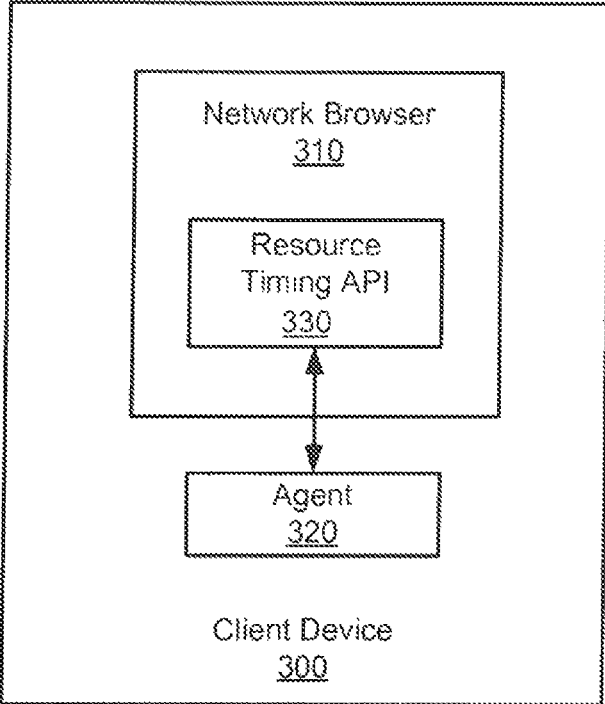 Network Browser
310
Resource
Timing API
330
Agent
320
Client Device
300